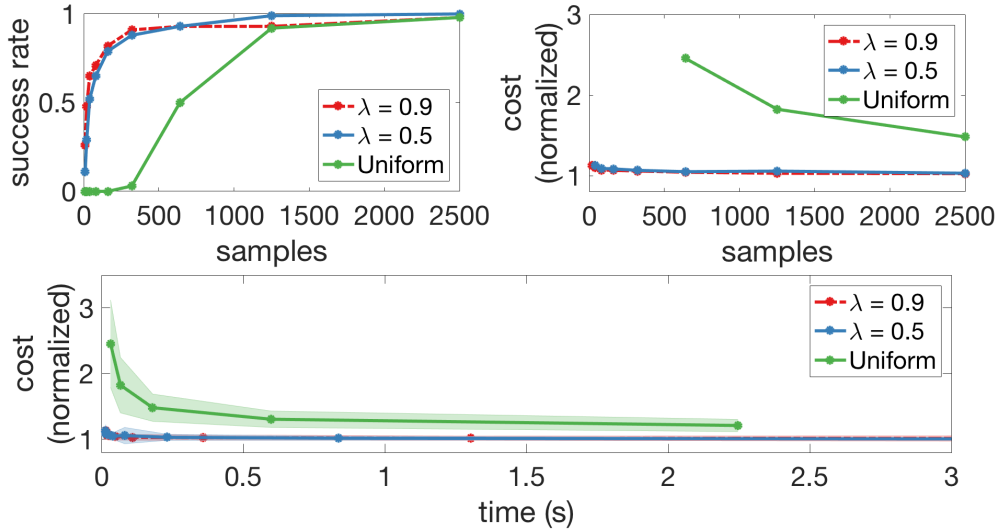 success rate
1
0.5
0
0 500 1000 1500 2000 2500
samples
λ = 0.9
λ = 0.5
Uniform
cost
(normalized)
3
2
1
0 500 1000 1500 2000 2500
samples
λ = 0.9
λ = 0.5
Uniform
cost
(normalized)
3
2
1
0 0.5 1 1.5 2 2.5 3
time (s)
λ = 0.9
λ = 0.5
Uniform